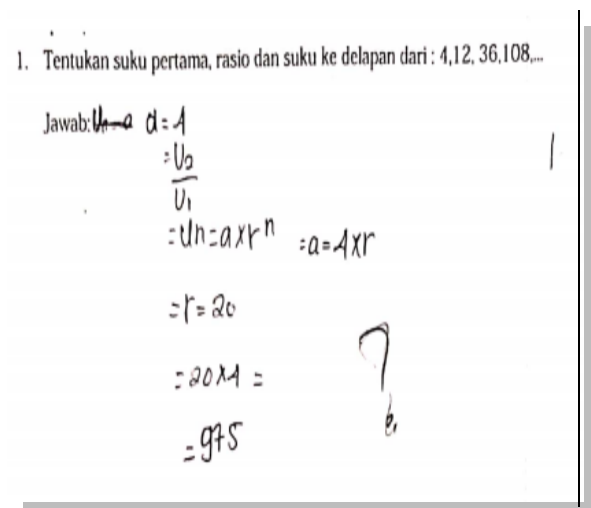 1. Tentukan suku pertama, rasio dan suku ke delapan dari : 4,12, 36,108,...
Jawab: d = 4
= U2
U1
= Un = a x r^n = a = 4 x r
= r = 20
= 20 x 4 =
= 975
?
1